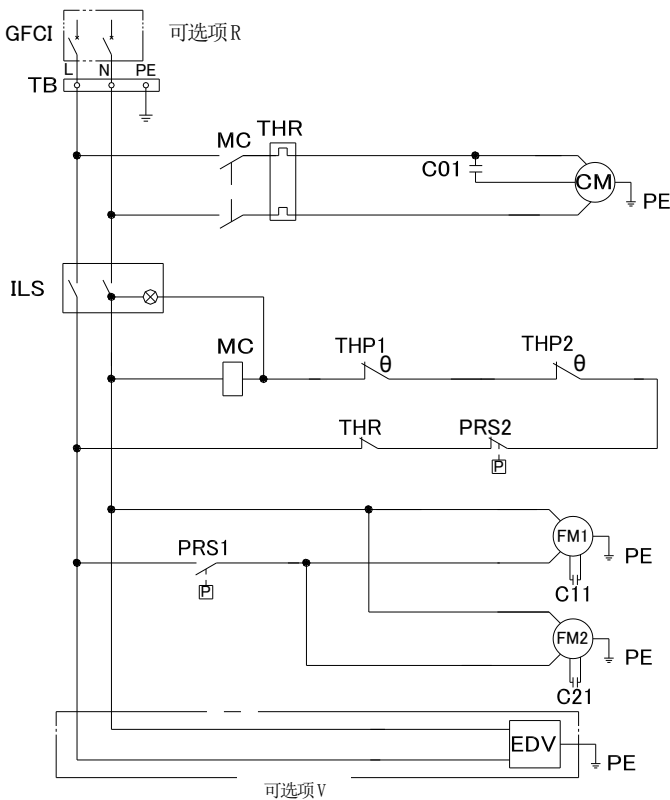 GFCI 可选项R
L N PE
TB
MC THR
C01
CM
PE
ILS
MC THP1 θ THP2 θ
THR PRS2
P
FM1
PRS1 PE
P C11
FM2
PE
C21
EDV
PE
可选项V